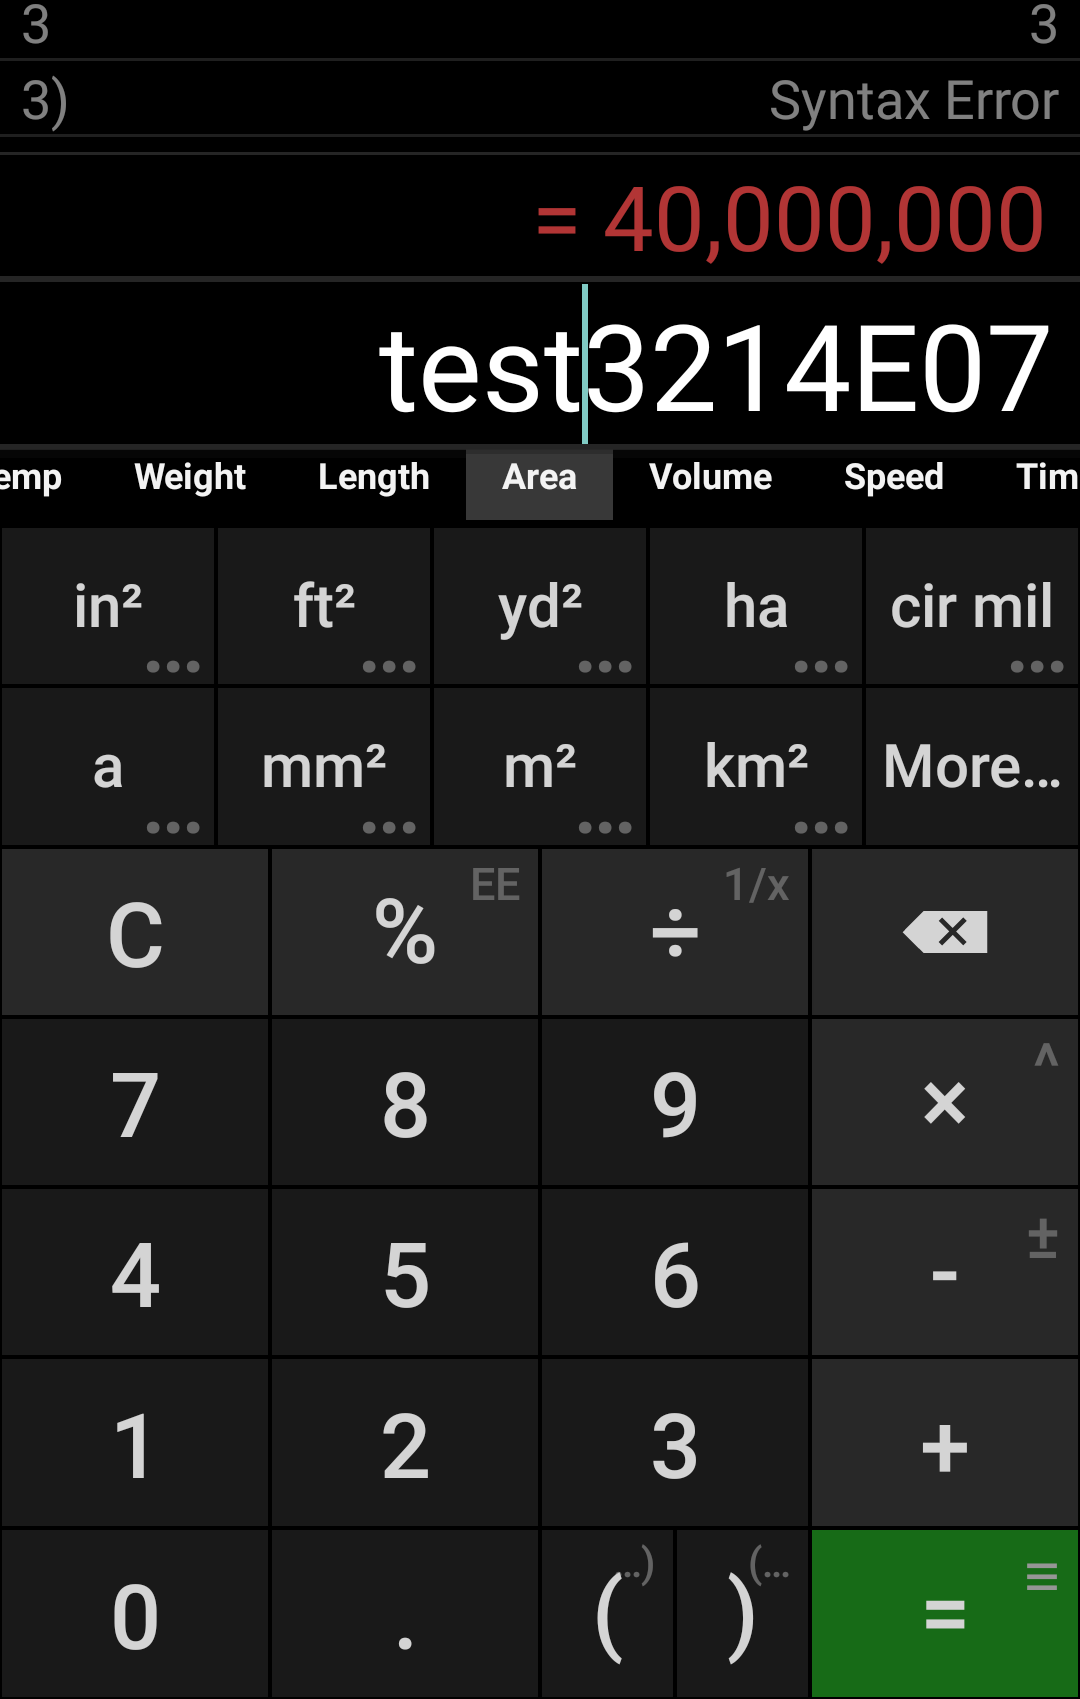 3 3
3) Syntax Error
= 40,000,000
test3214E07
emp Weight Length Area Volume Speed Tim
in² ft² yd² ha cir mil
a mm² m² km² More...
C % EE ÷ 1/x
7 8 9 × ^
4 5 6 - ±
1 2 3 +
0 . ( ..) ) (... = ≡